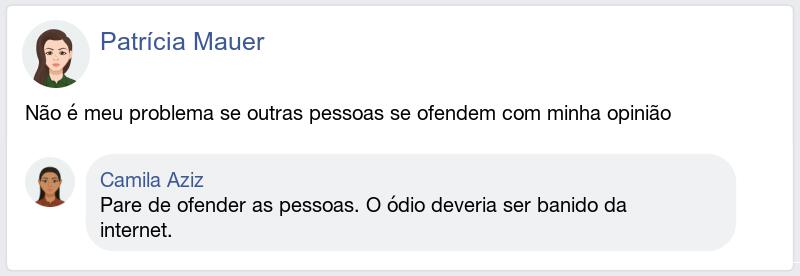 Patrícia Mauer
Não é meu problema se outras pessoas se ofendem com minha opinião
Camila Aziz
Pare de ofender as pessoas. O ódio deveria ser banido da
internet.